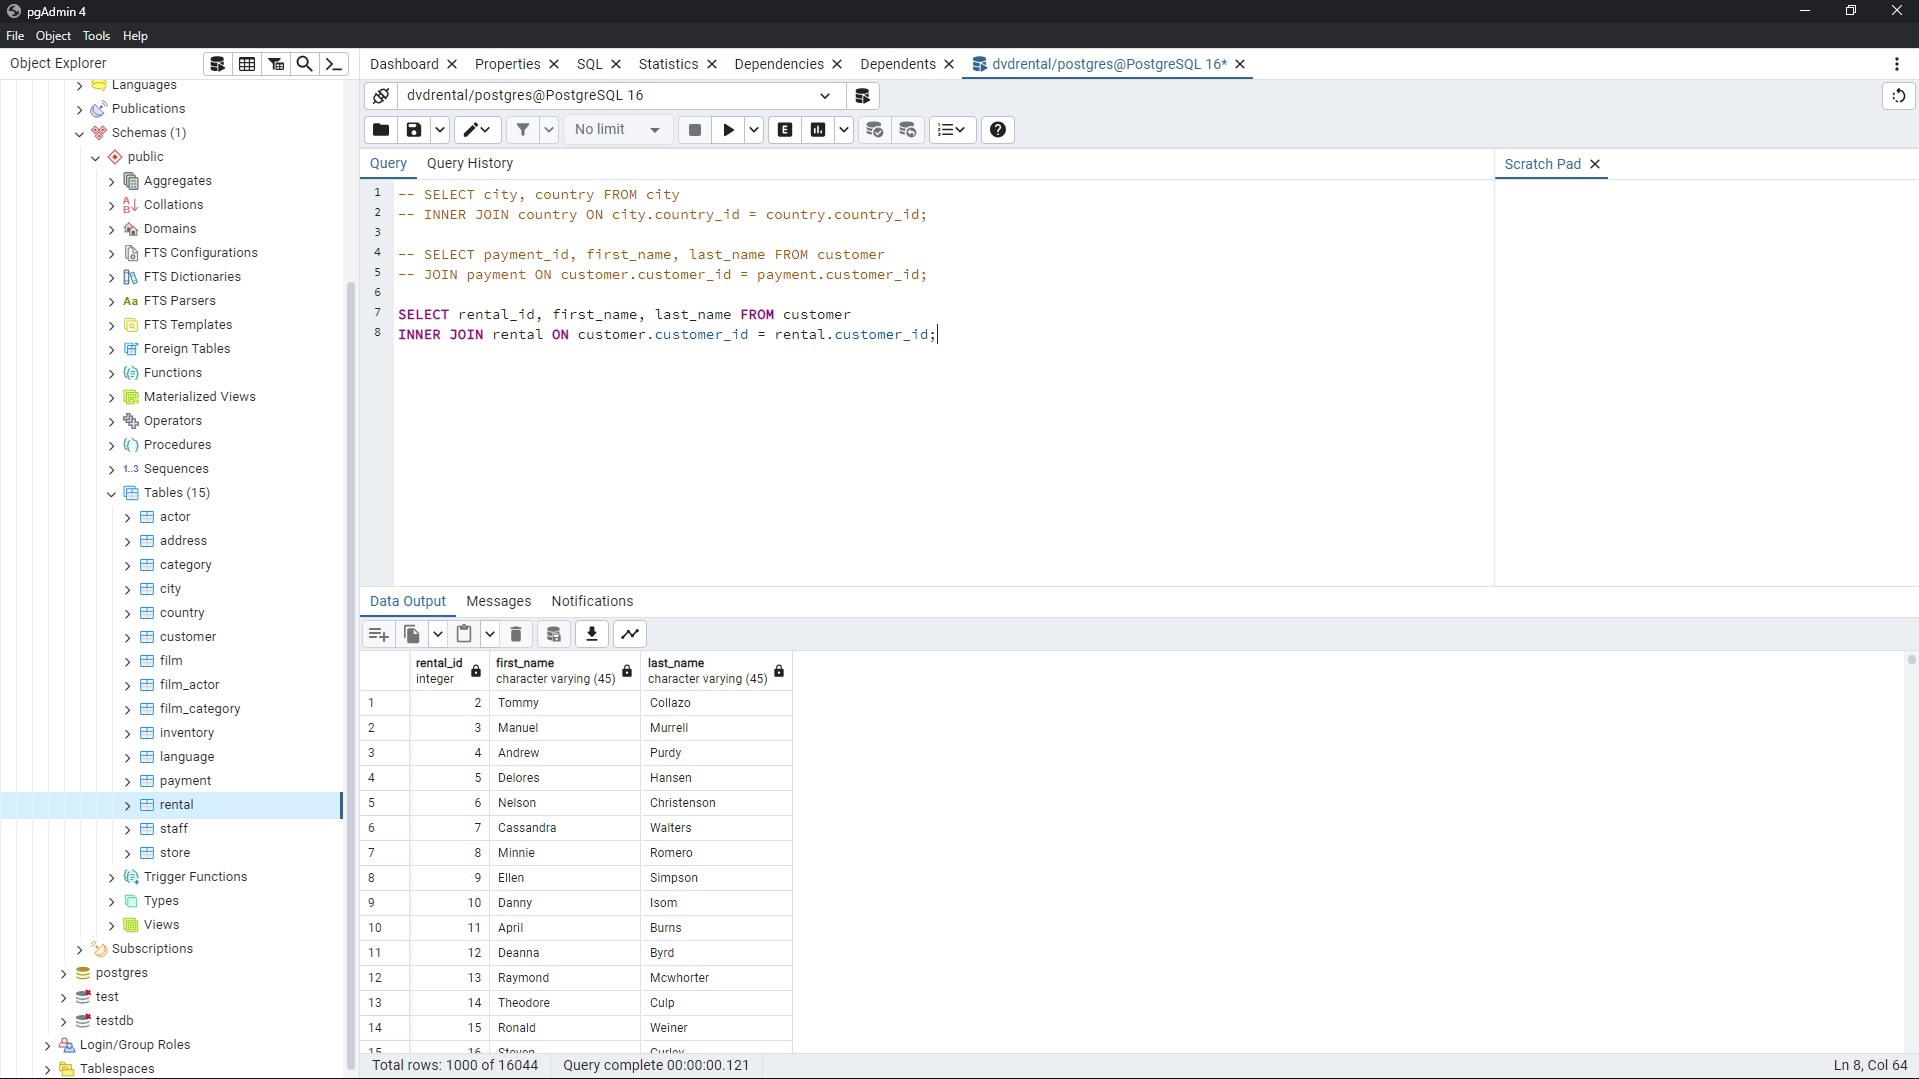 pgAdmin 4
File Object Tools Help
Object Explorer
Dashboard Properties SQL Statistics Dependencies Dependents dvdrental/postgres@PostgreSQL 16*
dvdrental/postgres@PostgreSQL 16
No limit
E
Query Query History
Scratch Pad
Languages
Publications
Schemas (1)
public
Aggregates
Collations
Domains
FTS Configurations
FTS Dictionaries
Aa FTS Parsers
FTS Templates
Foreign Tables
Functions
Materialized Views
Operators
Procedures
1..3 Sequences
Tables (15)
actor
address
category
city
country
customer
film
film_actor
film_category
inventory
language
payment
rental
staff
store
Trigger Functions
Types
Views
Subscriptions
postgres
test
testdb
Login/Group Roles
Tablespaces
1 -- SELECT city, country FROM city
2 -- INNER JOIN country ON city.country_id = country.country_id;
3
4 -- SELECT payment_id, first_name, last_name FROM customer
5 -- JOIN payment ON customer.customer_id = payment.customer_id;
6
7 SELECT rental_id, first_name, last_name FROM customer
8 INNER JOIN rental ON customer.customer_id = rental.customer_id;
Data Output Messages Notifications
rental_id first_name last_name
integer character varying (45) character varying (45)
1 2 Tommy Collazo
2 3 Manuel Murrell
3 4 Andrew Purdy
4 5 Delores Hansen
5 6 Nelson Christenson
6 7 Cassandra Walters
7 8 Minnie Romero
8 9 Ellen Simpson
9 10 Danny Isom
10 11 April Burns
11 12 Deanna Byrd
12 13 Raymond Mcwhorter
13 14 Theodore Culp
14 15 Ronald Weiner
15 16 Steven Curley
Total rows: 1000 of 16044 Query complete 00:00:00.121
Ln 8, Col 64